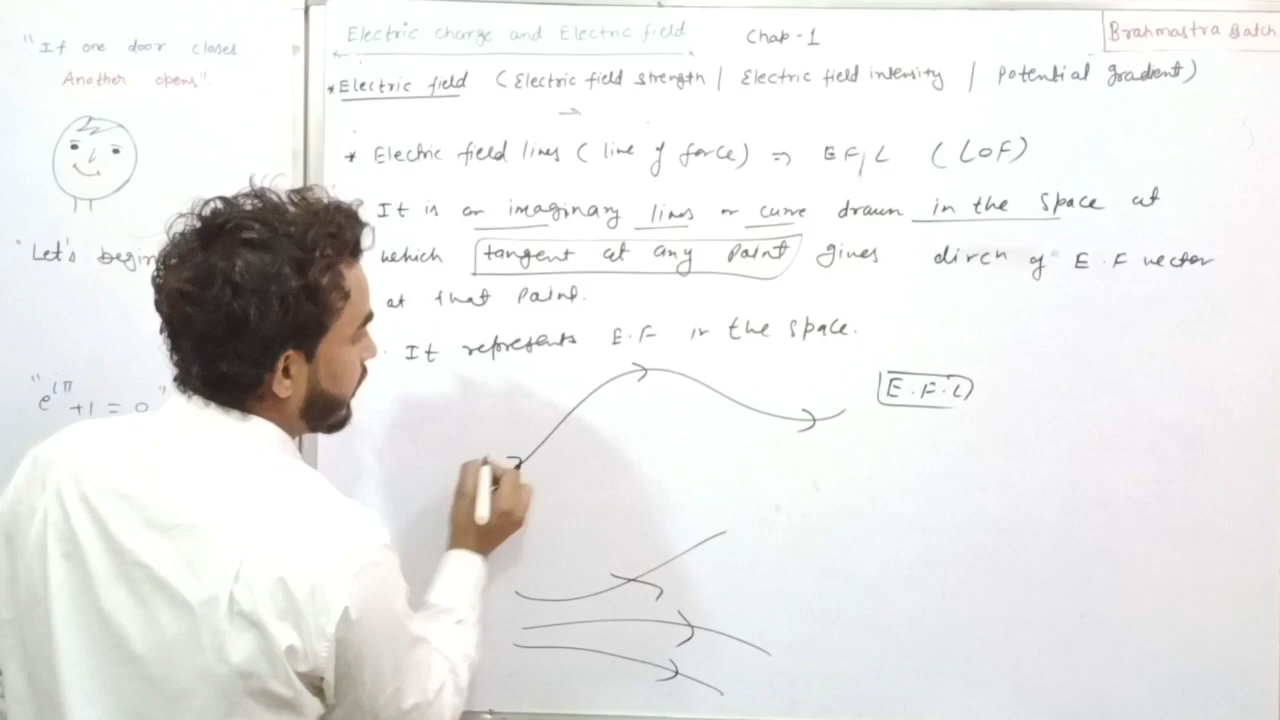 "If one door closes
Another opens".
"Let's begin
"e^iπ +1 = 0"
Electric charge and Electric field Chap-1
Brahmastra Batch
* Electric field (Electric field strength | Electric field intensity | Potential gradient)
* Electric field lines (line of force) ⇒ EFL (LOF)
It is an imaginary lines or curve drawn in the space at
which tangent at any point gives dircn of E.F vector
at that point.
. It represents E.F in the space.
E.F.L